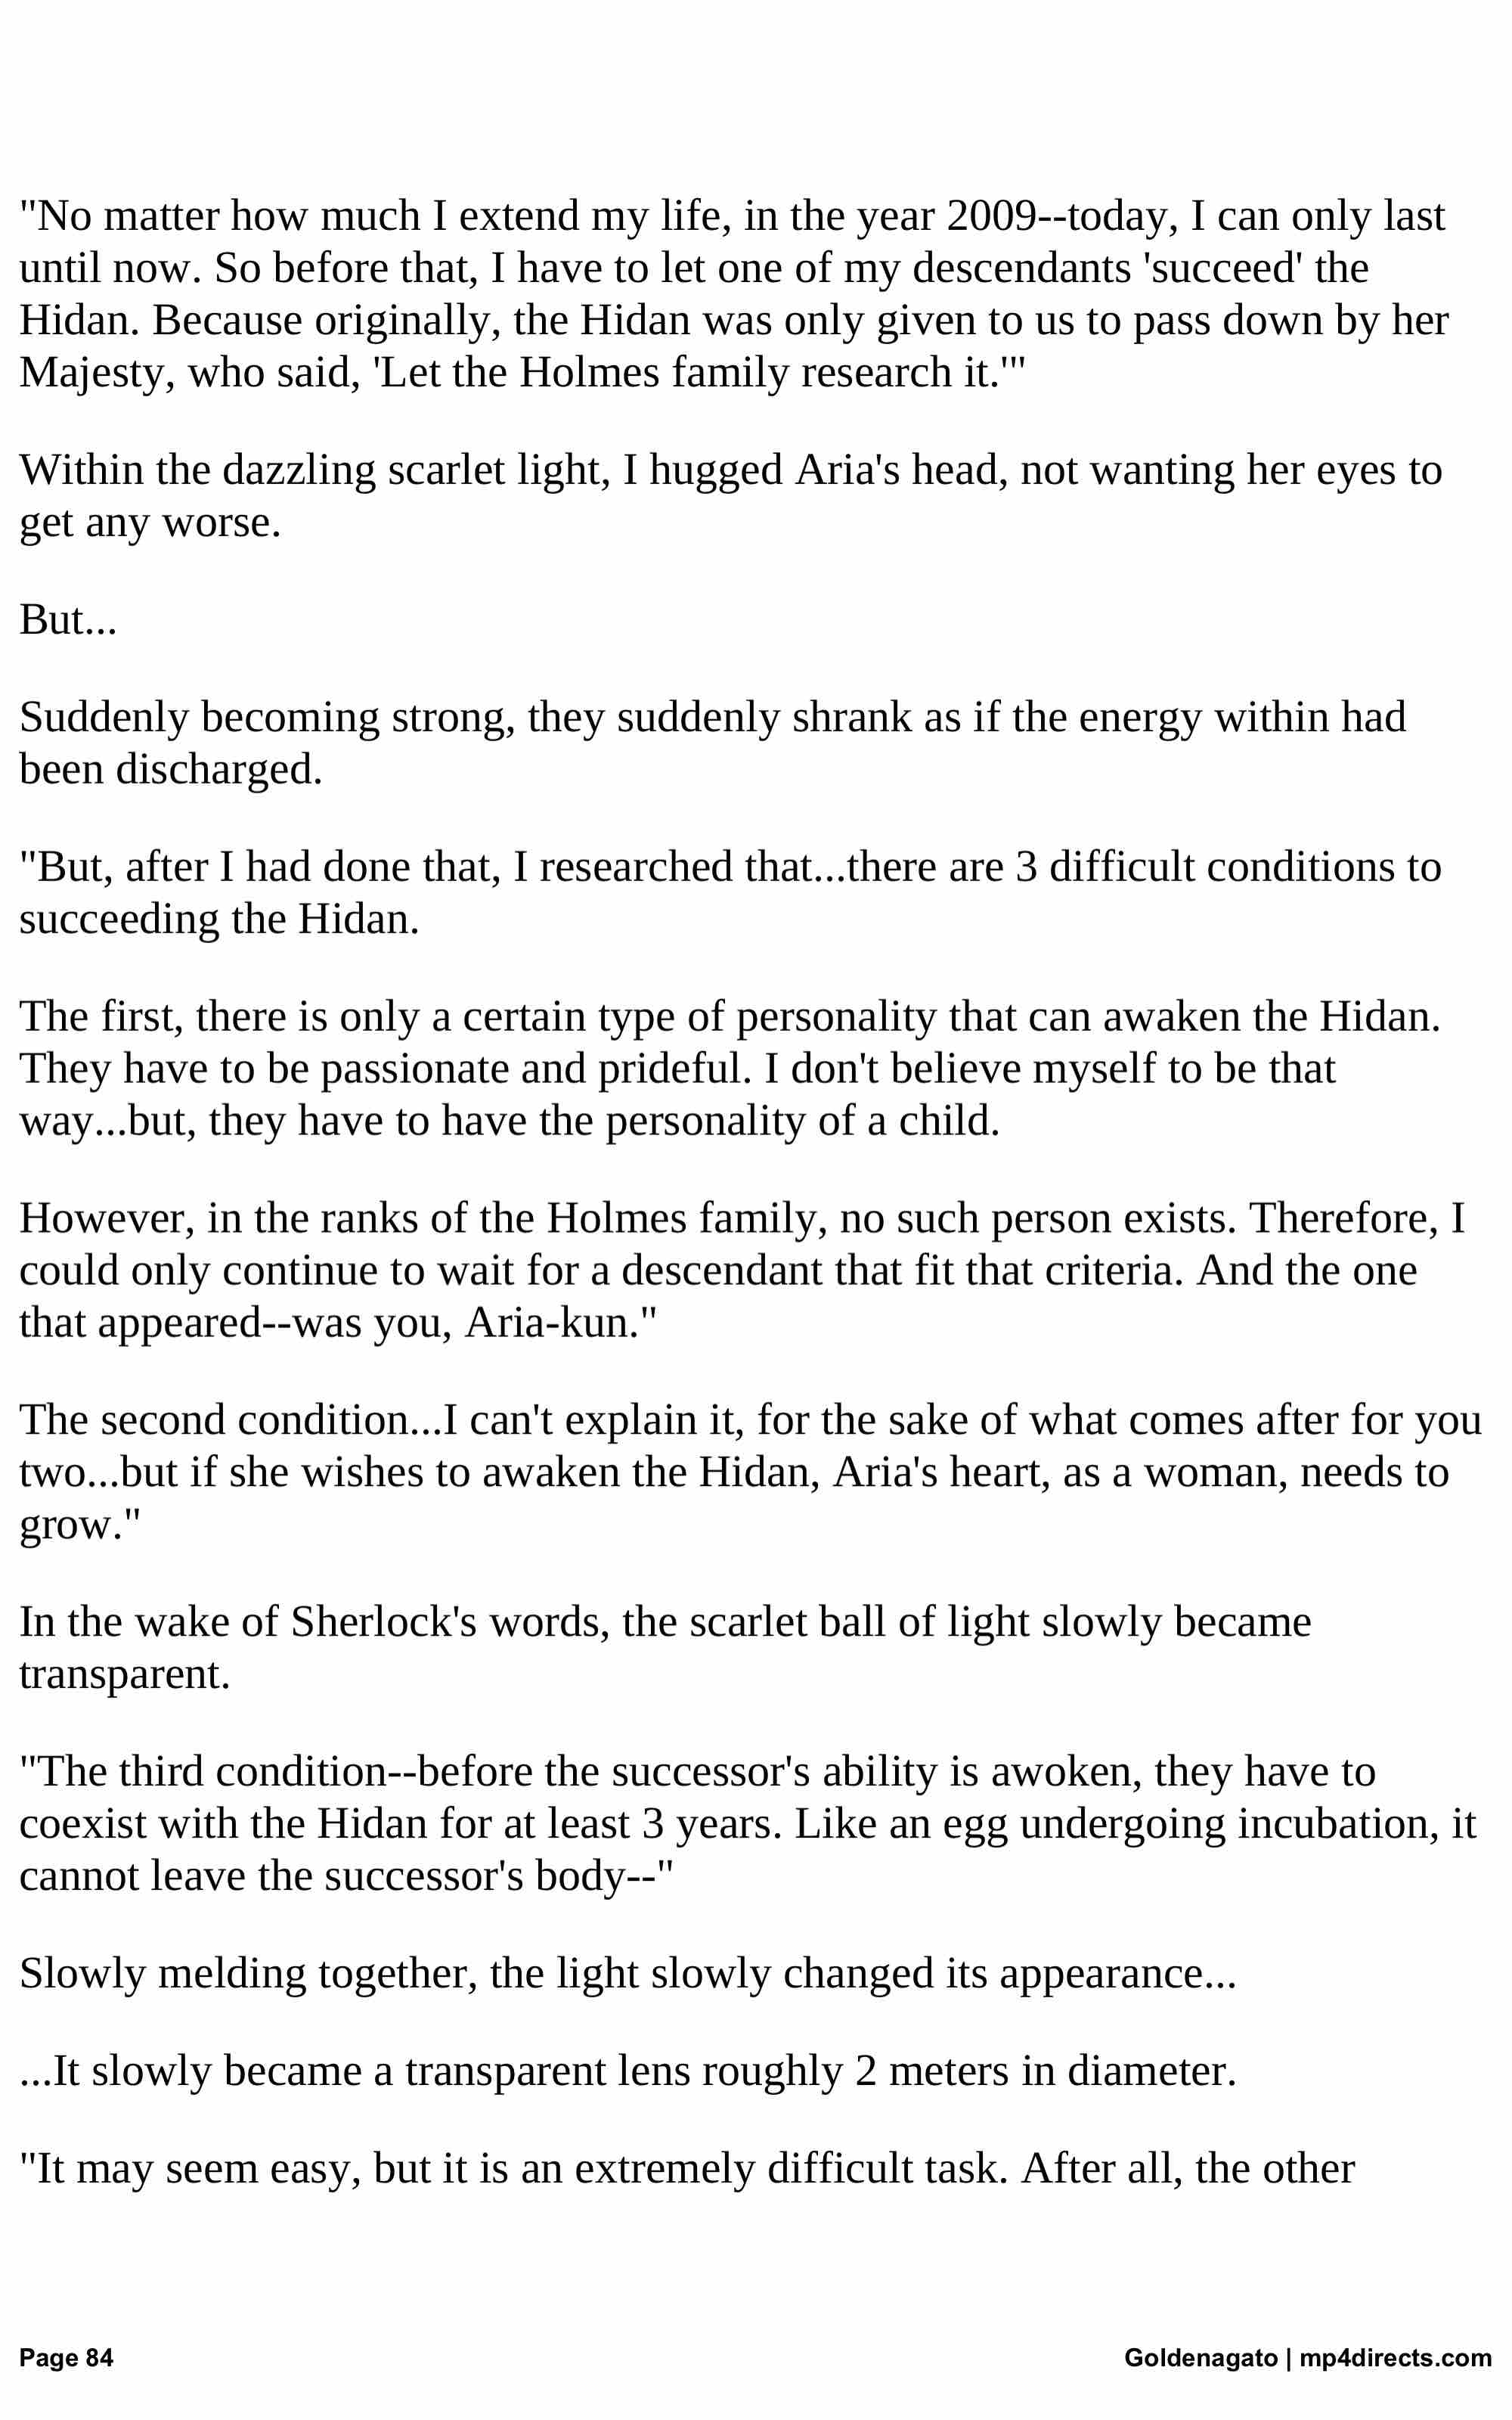 "No matter how much I extend my life, in the year 2009--today, I can only last
until now. So before that, I have to let one of my descendants 'succeed' the
Hidan. Because originally, the Hidan was only given to us to pass down by her
Majesty, who said, 'Let the Holmes family research it.'"
Within the dazzling scarlet light, I hugged Aria's head, not wanting her eyes to
get any worse.
But...
Suddenly becoming strong, they suddenly shrank as if the energy within had
been discharged.
"But, after I had done that, I researched that...there are 3 difficult conditions to
succeeding the Hidan.
The first, there is only a certain type of personality that can awaken the Hidan.
They have to be passionate and prideful. I don't believe myself to be that
way...but, they have to have the personality of a child.
However, in the ranks of the Holmes family, no such person exists. Therefore, I
could only continue to wait for a descendant that fit that criteria. And the one
that appeared--was you, Aria-kun."
The second condition...I can't explain it, for the sake of what comes after for you
two...but if she wishes to awaken the Hidan, Aria's heart, as a woman, needs to
grow."
In the wake of Sherlock's words, the scarlet ball of light slowly became
transparent.
"The third condition--before the successor's ability is awoken, they have to
coexist with the Hidan for at least 3 years. Like an egg undergoing incubation, it
cannot leave the successor's body--"
Slowly melding together, the light slowly changed its appearance...
...It slowly became a transparent lens roughly 2 meters in diameter.
"It may seem easy, but it is an extremely difficult task. After all, the other
Page 84
Goldenagato | mp4directs.com